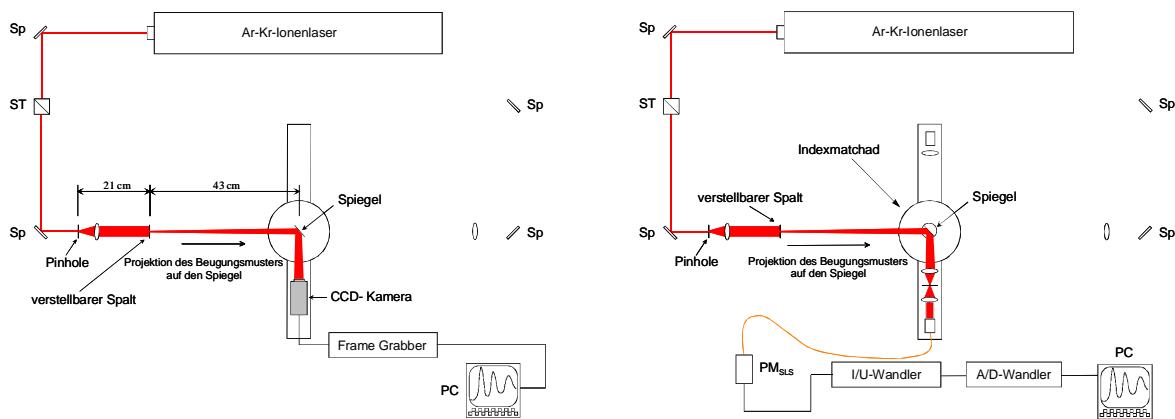 Sp
Ar-Kr-Ionenlaser
ST
Sp
21 cm
43 cm
Spiegel
Sp
Sp
Pinhole
Projektion des Beugungsmusters
auf den Spiegel
verstellbarer Spalt
CCD- Kamera
Frame Grabber
PC
Sp
Ar-Kr-Ionenlaser
ST
Sp
Indexmatchad
verstellbarer Spalt
Spiegel
Sp
Sp
Pinhole
Projektion des Beugungsmusters
auf den Spiegel
PMSLS
I/U-Wandler
A/D-Wandler
PC